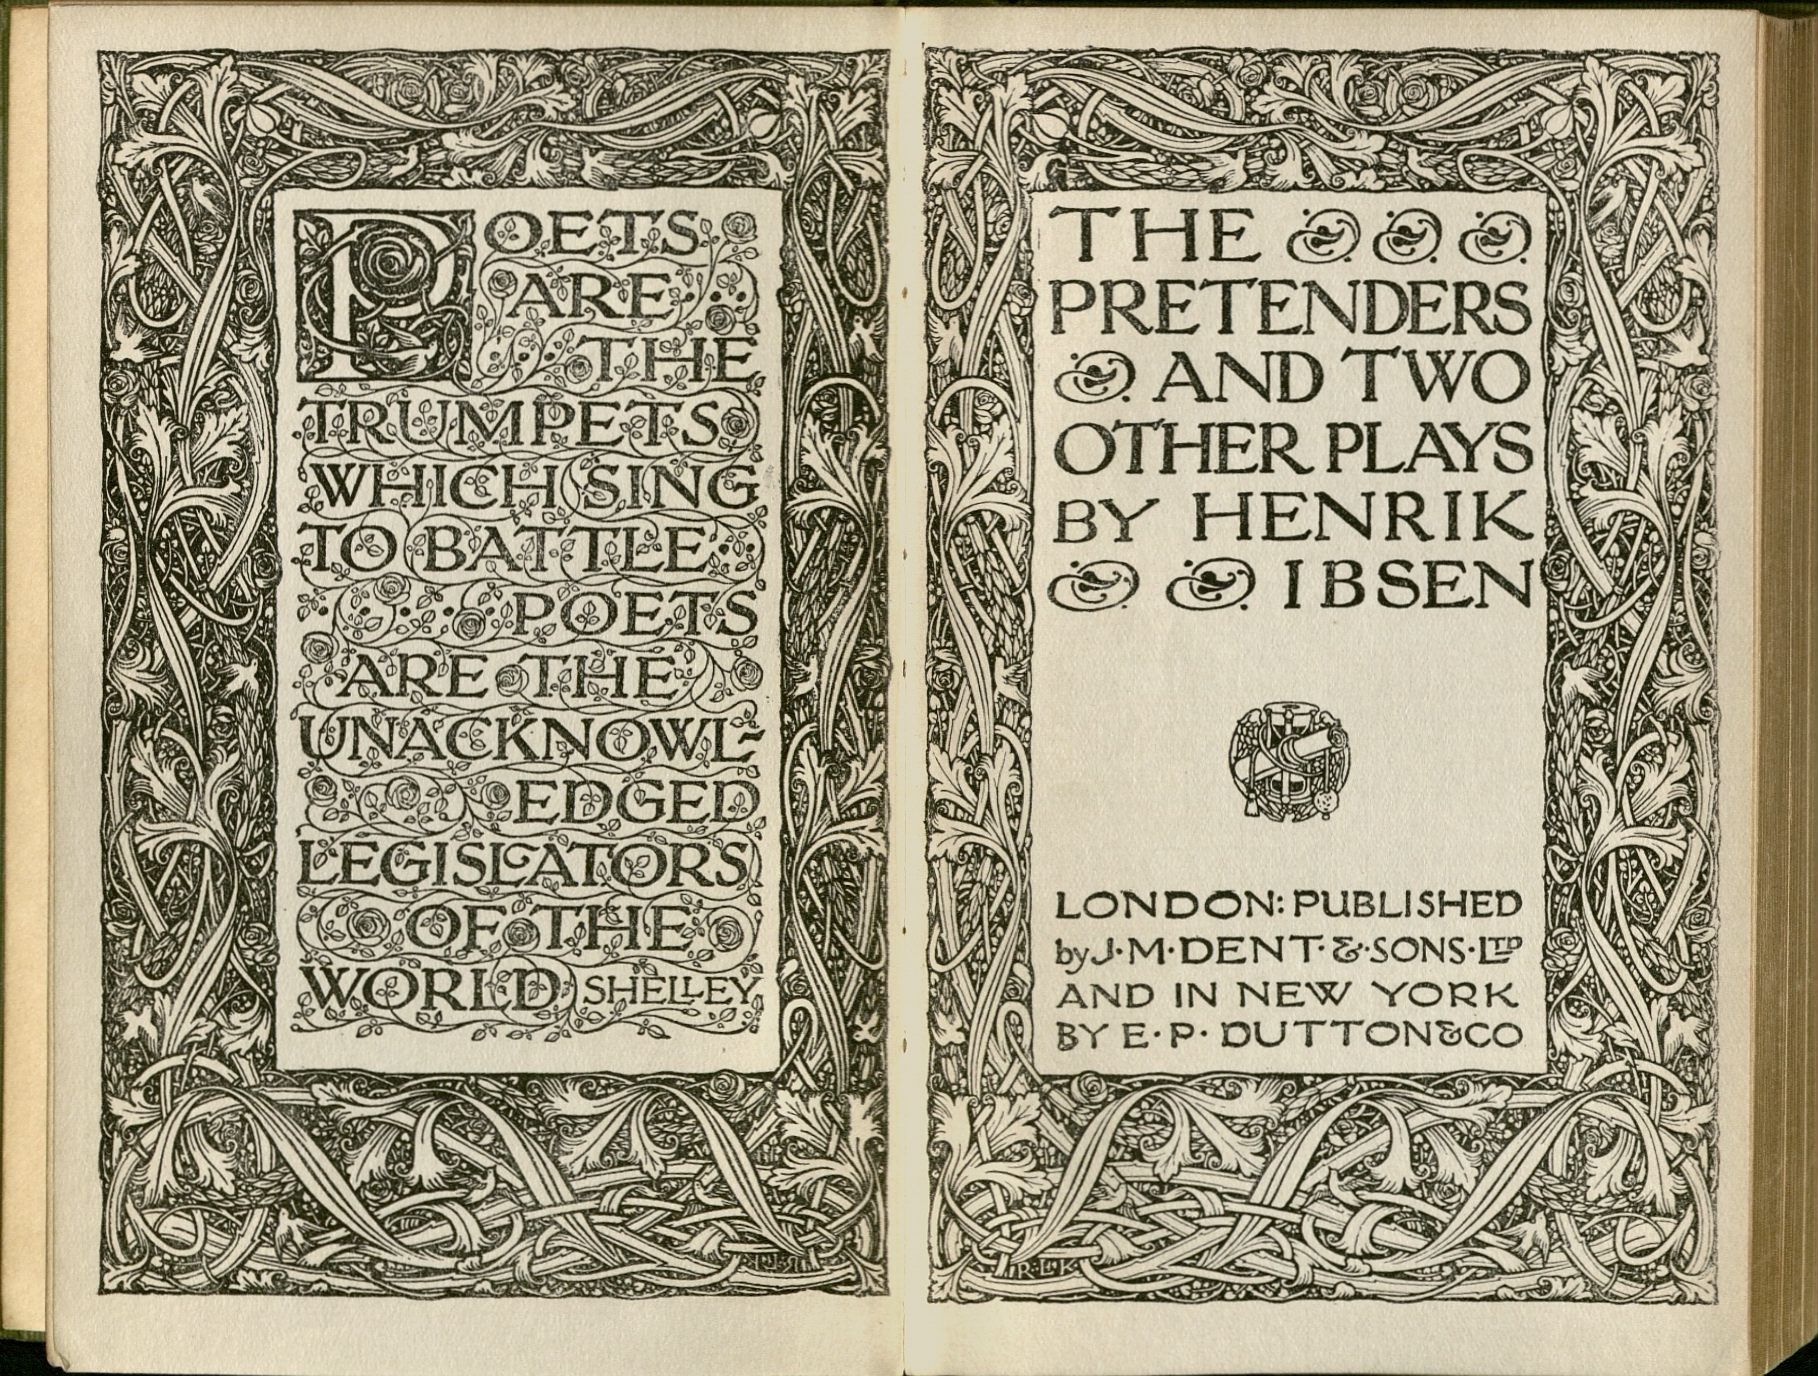 POETS
ARE
THE
TRUMPETS
WHICH SING
TO BATTLE
POETS
ARE THE
UNACKNOWL-
EDGED
LEGISLATORS
OF THE
WORLD SHELLEY
THE
PRETENDERS
AND TWO
OTHER PLAYS
BY HENRIK
IBSEN
LONDON: PUBLISHED
by J·M·DENT·&·SONS·LTD
AND IN NEW YORK
BY E·P· DUTTON&CO
R·L·K